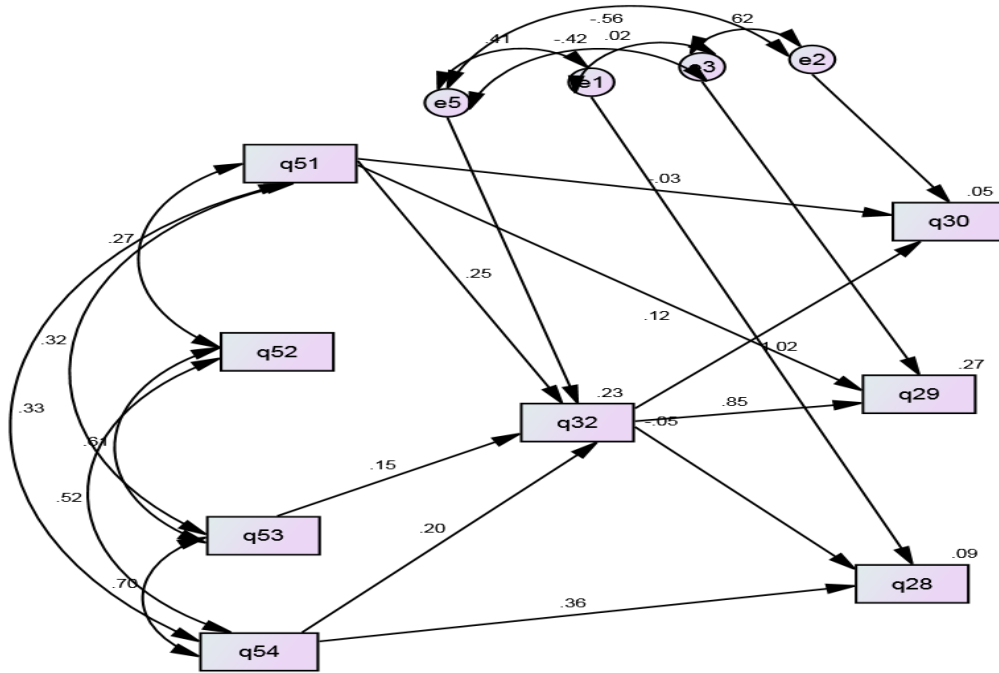 -.56
.41
-.42
.02
.62
e2
e3
e1
e5
q51
-.03
.05
q30
.27
.25
.12
.32
q52
1.02
.27
q29
.33
.23
q32
.85
-.05
.61
.15
.52
q53
.20
.09
q28
.70
.36
q54